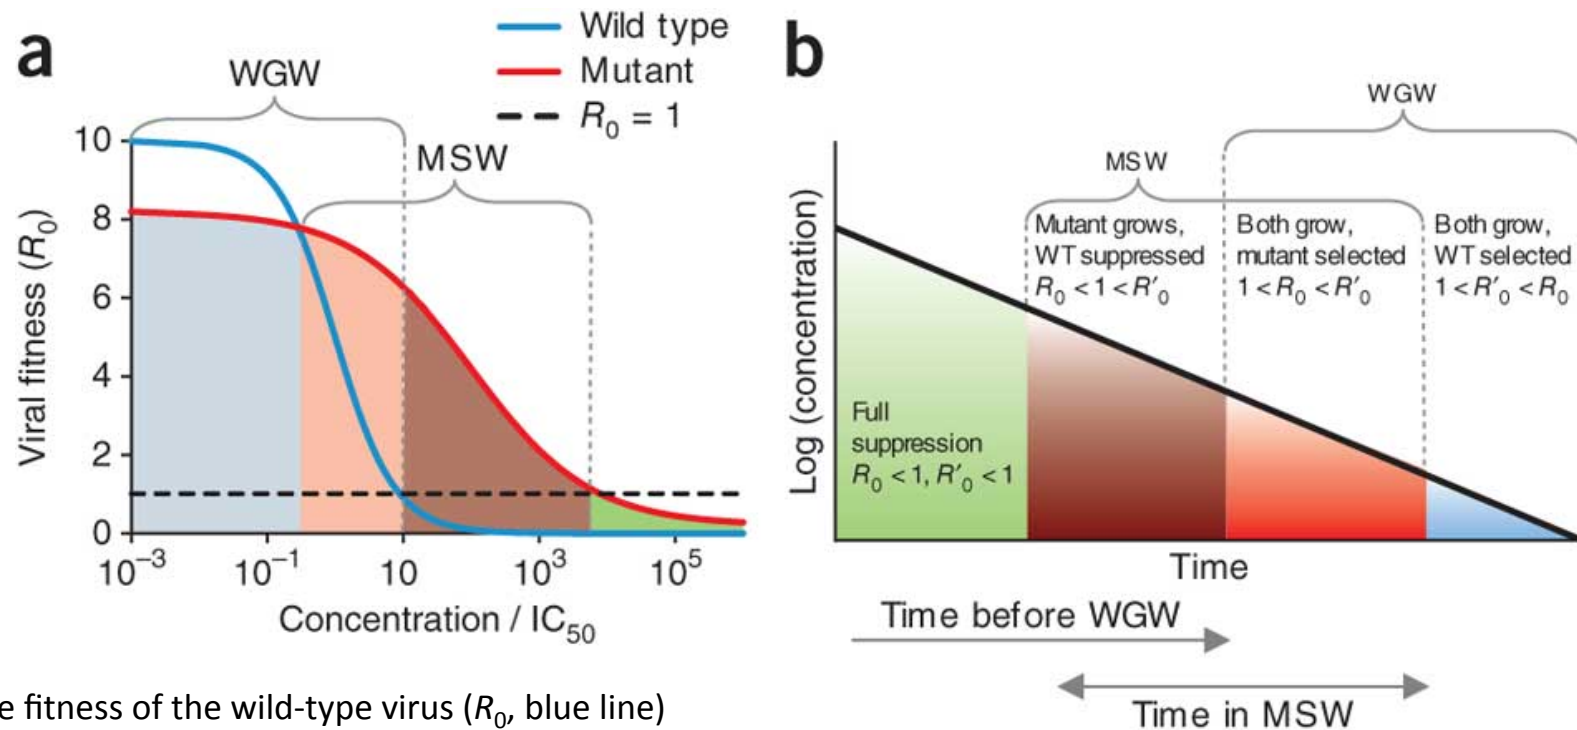 a
Wild type
Mutant
R₀ = 1
WGW
MSW
10
8
6
4
2
0
Viral fitness (R₀)
10⁻³ 10⁻¹ 10 10³ 10⁵
Concentration / IC₅₀
b
WGW
MSW
Mutant grows,
WT suppressed
R₀ < 1 < R′₀
Both grow,
mutant selected
1 < R₀ < R′₀
Both grow,
WT selected
1 < R′₀ < R₀
Full
suppression
R₀ < 1, R′₀ < 1
Log (concentration)
Time
Time before WGW
Time in MSW
e fitness of the wild-type virus (R₀, blue line)